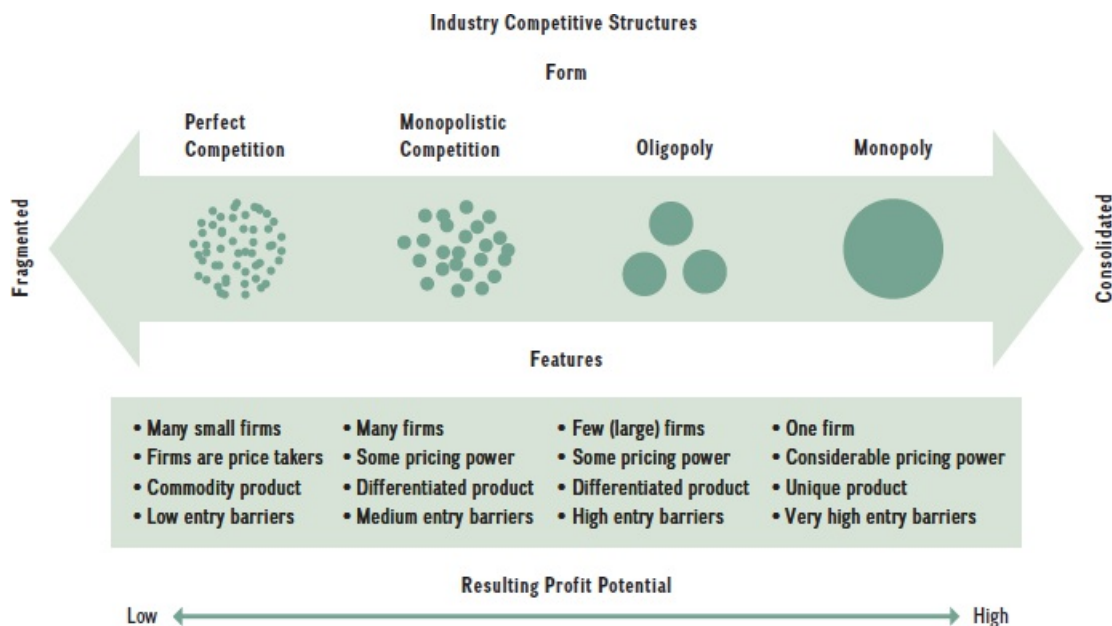 Industry Competitive Structures
Form
Perfect
Competition
Monopolistic
Competition
Oligopoly
Monopoly
Fragmented
Consolidated
Features
• Many small firms
• Firms are price takers
• Commodity product
• Low entry barriers
• Many firms
• Some pricing power
• Differentiated product
• Medium entry barriers
• Few (large) firms
• Some pricing power
• Differentiated product
• High entry barriers
• One firm
• Considerable pricing power
• Unique product
• Very high entry barriers
Resulting Profit Potential
Low
High